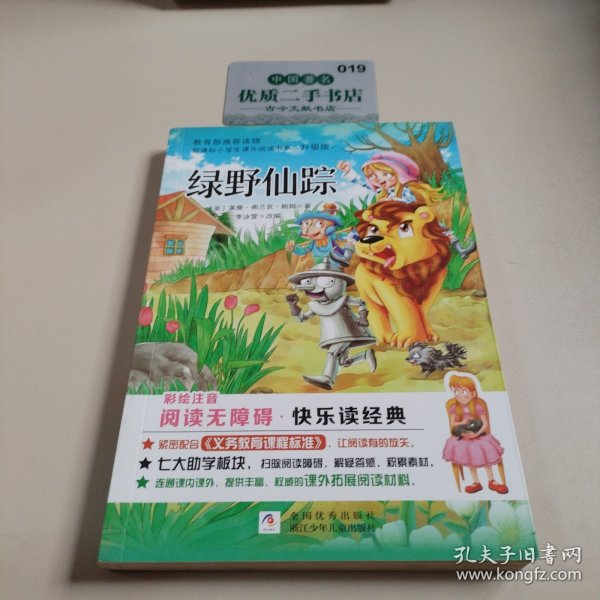 019
中国著名
优质二手书店
古今文献书店
教育部推荐读物
新课标小学生课外阅读书系 升级版
绿野仙踪
[美]莱曼·弗兰克·鲍姆○著
李泳萱○改编
彩绘注音
阅读无障碍·快乐读经典
★紧密配合《义务教育课程标准》，让阅读有的放矢。
★七大助学板块，扫除阅读障碍，解疑答惑，积累素材。
★连通课内课外，提供丰富、权威的课外拓展阅读材料。
全国优秀出版社
浙江少年儿童出版社
孔夫子旧书网
www.kongfz.com